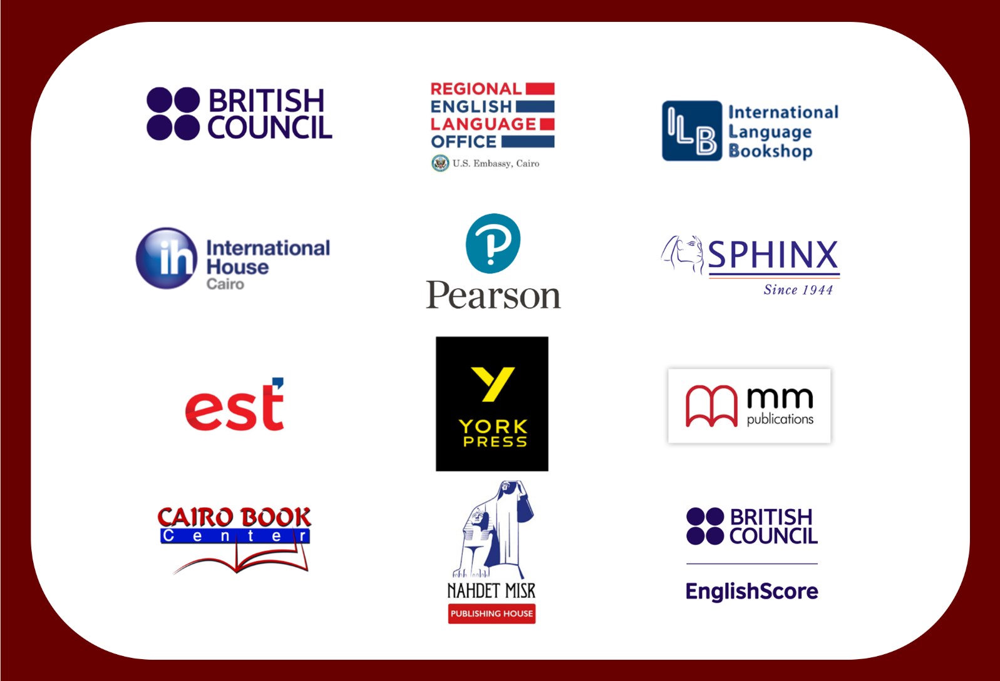 BRITISH
COUNCIL
REGIONAL
ENGLISH
LANGUAGE
OFFICE
U.S. Embassy, Cairo
ILB
International
Language
Bookshop
ih
International
House
Cairo
Pearson
SPHINX
Since 1944
est
YORK
PRESS
mm
publications
CAIRO BOOK
Center
NAHDET MISR
PUBLISHING HOUSE
BRITISH
COUNCIL
EnglishScore